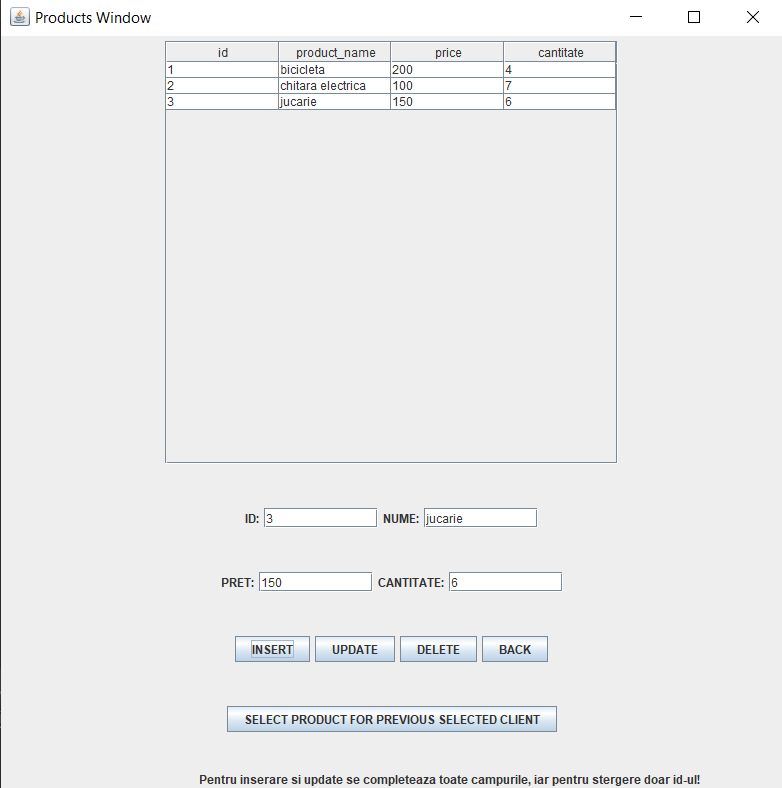 Products Window
id product_name price cantitate
1 bicicleta 200 4
2 chitara electrica 100 7
3 jucarie 150 6
ID: 3 NUME: jucarie
PRET: 150 CANTITATE: 6
INSERT UPDATE DELETE BACK
SELECT PRODUCT FOR PREVIOUS SELECTED CLIENT
Pentru inserare si update se completeaza toate campurile, iar pentru stergere doar id-ul!